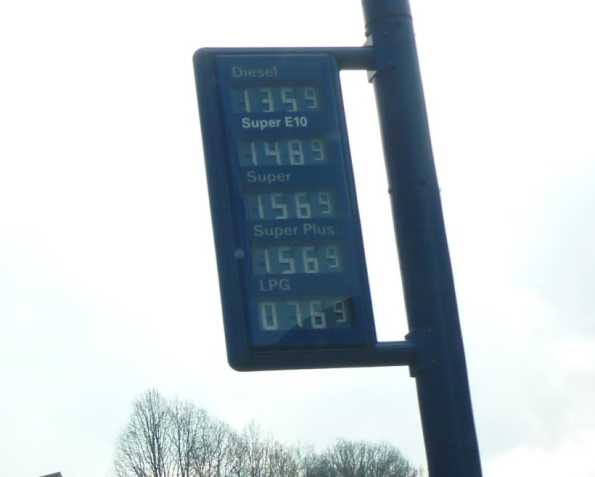 Diesel
1359
Super E10
1489
Super
1569
Super Plus
1569
LPG
0769